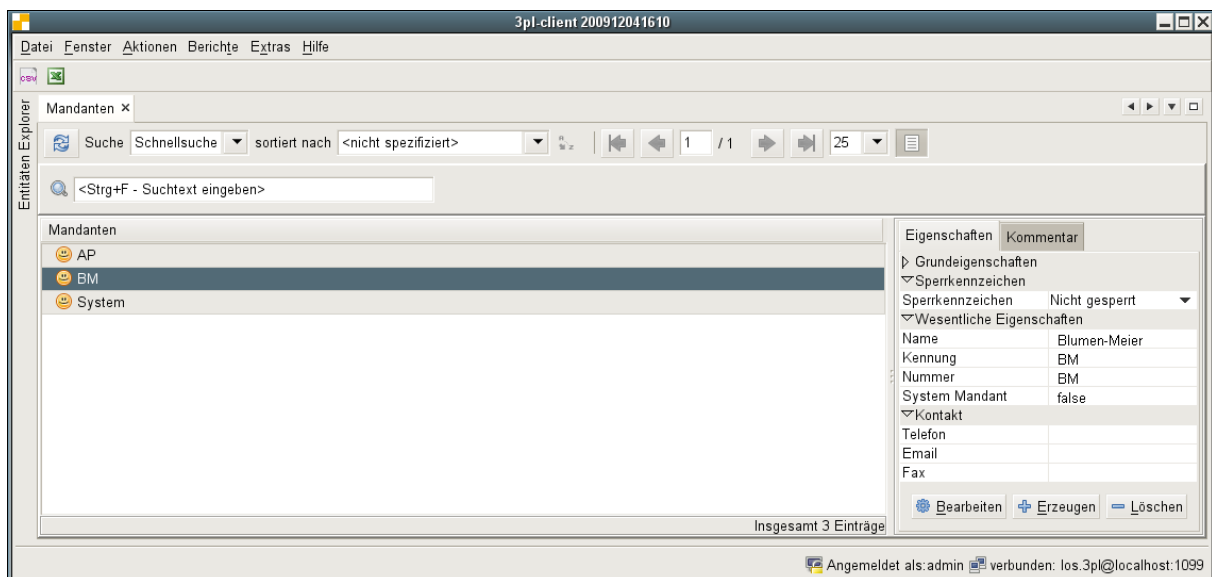 3pl-client 200912041610
Datei Fenster Aktionen Berichte Extras Hilfe
csv
Entitäten Explorer
Mandanten
Suche Schnellsuche sortiert nach <nicht spezifiziert> 1 / 1 25
<Strg+F - Suchtext eingeben>
Mandanten
AP
BM
System
Insgesamt 3 Einträge
Eigenschaften Kommentar
Grundeigenschaften
Sperrkennzeichen
Sperrkennzeichen Nicht gesperrt
Wesentliche Eigenschaften
Name Blumen-Meier
Kennung BM
Nummer BM
System Mandant false
Kontakt
Telefon
Email
Fax
Bearbeiten Erzeugen Löschen
Angemeldet als:admin verbunden: los.3pl@localhost:1099